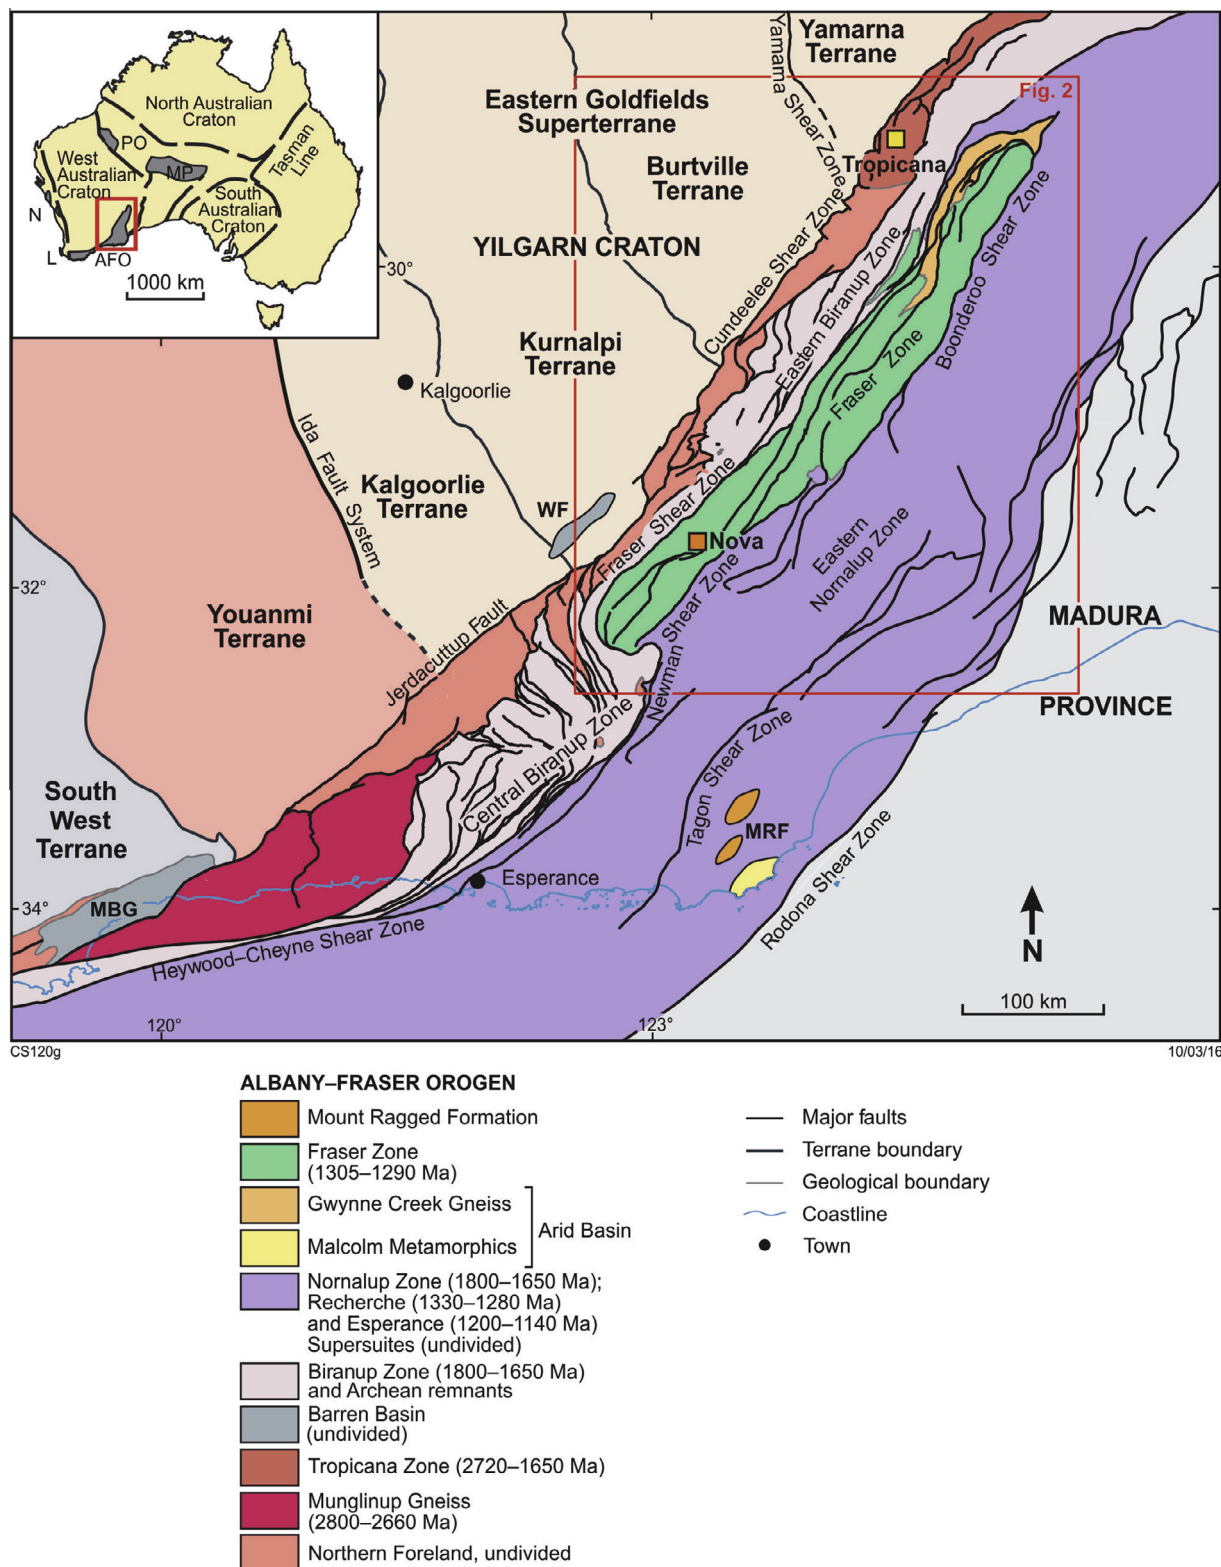 North Australian
Craton
PO
West
Australian
Craton
MP
Tasman
Line
South
Australian
Craton
N
L
AFO
1000 km
Yamarna
Terrane
Yamama Shear Zone
Fig. 2
Eastern Goldfields
Superterrane
Tropicana
Burtville
Terrane
YILGARN CRATON
30°
Cundeelee Shear Zone
Eastern Biranup Zone
Boonderoo Shear Zone
Kurnalpi
Terrane
Fraser Zone
Kalgoorlie
Ida Fault System
Kalgoorlie
Terrane
WF
Fraser Shear Zone
Nova
Eastern
Nornalup Zone
32°
Youanmi
Terrane
Jerdacuttup Fault
Newman Shear Zone
MADURA
PROVINCE
Central Biranup Zone
Tagon Shear Zone
South
West
Terrane
MRF
Rodona Shear Zone
Esperance
MBG
34°
Heywood–Cheyne Shear Zone
N
100 km
120°
123°
CS120g
10/03/16
ALBANY–FRASER OROGEN
Mount Ragged Formation
Fraser Zone
(1305–1290 Ma)
Gwynne Creek Gneiss
Malcolm Metamorphics
Arid Basin
Nornalup Zone (1800–1650 Ma);
Recherche (1330–1280 Ma)
and Esperance (1200–1140 Ma)
Supersuites (undivided)
Biranup Zone (1800–1650 Ma)
and Archean remnants
Barren Basin
(undivided)
Tropicana Zone (2720–1650 Ma)
Munglinup Gneiss
(2800–2660 Ma)
Northern Foreland, undivided
Major faults
Terrane boundary
Geological boundary
Coastline
Town